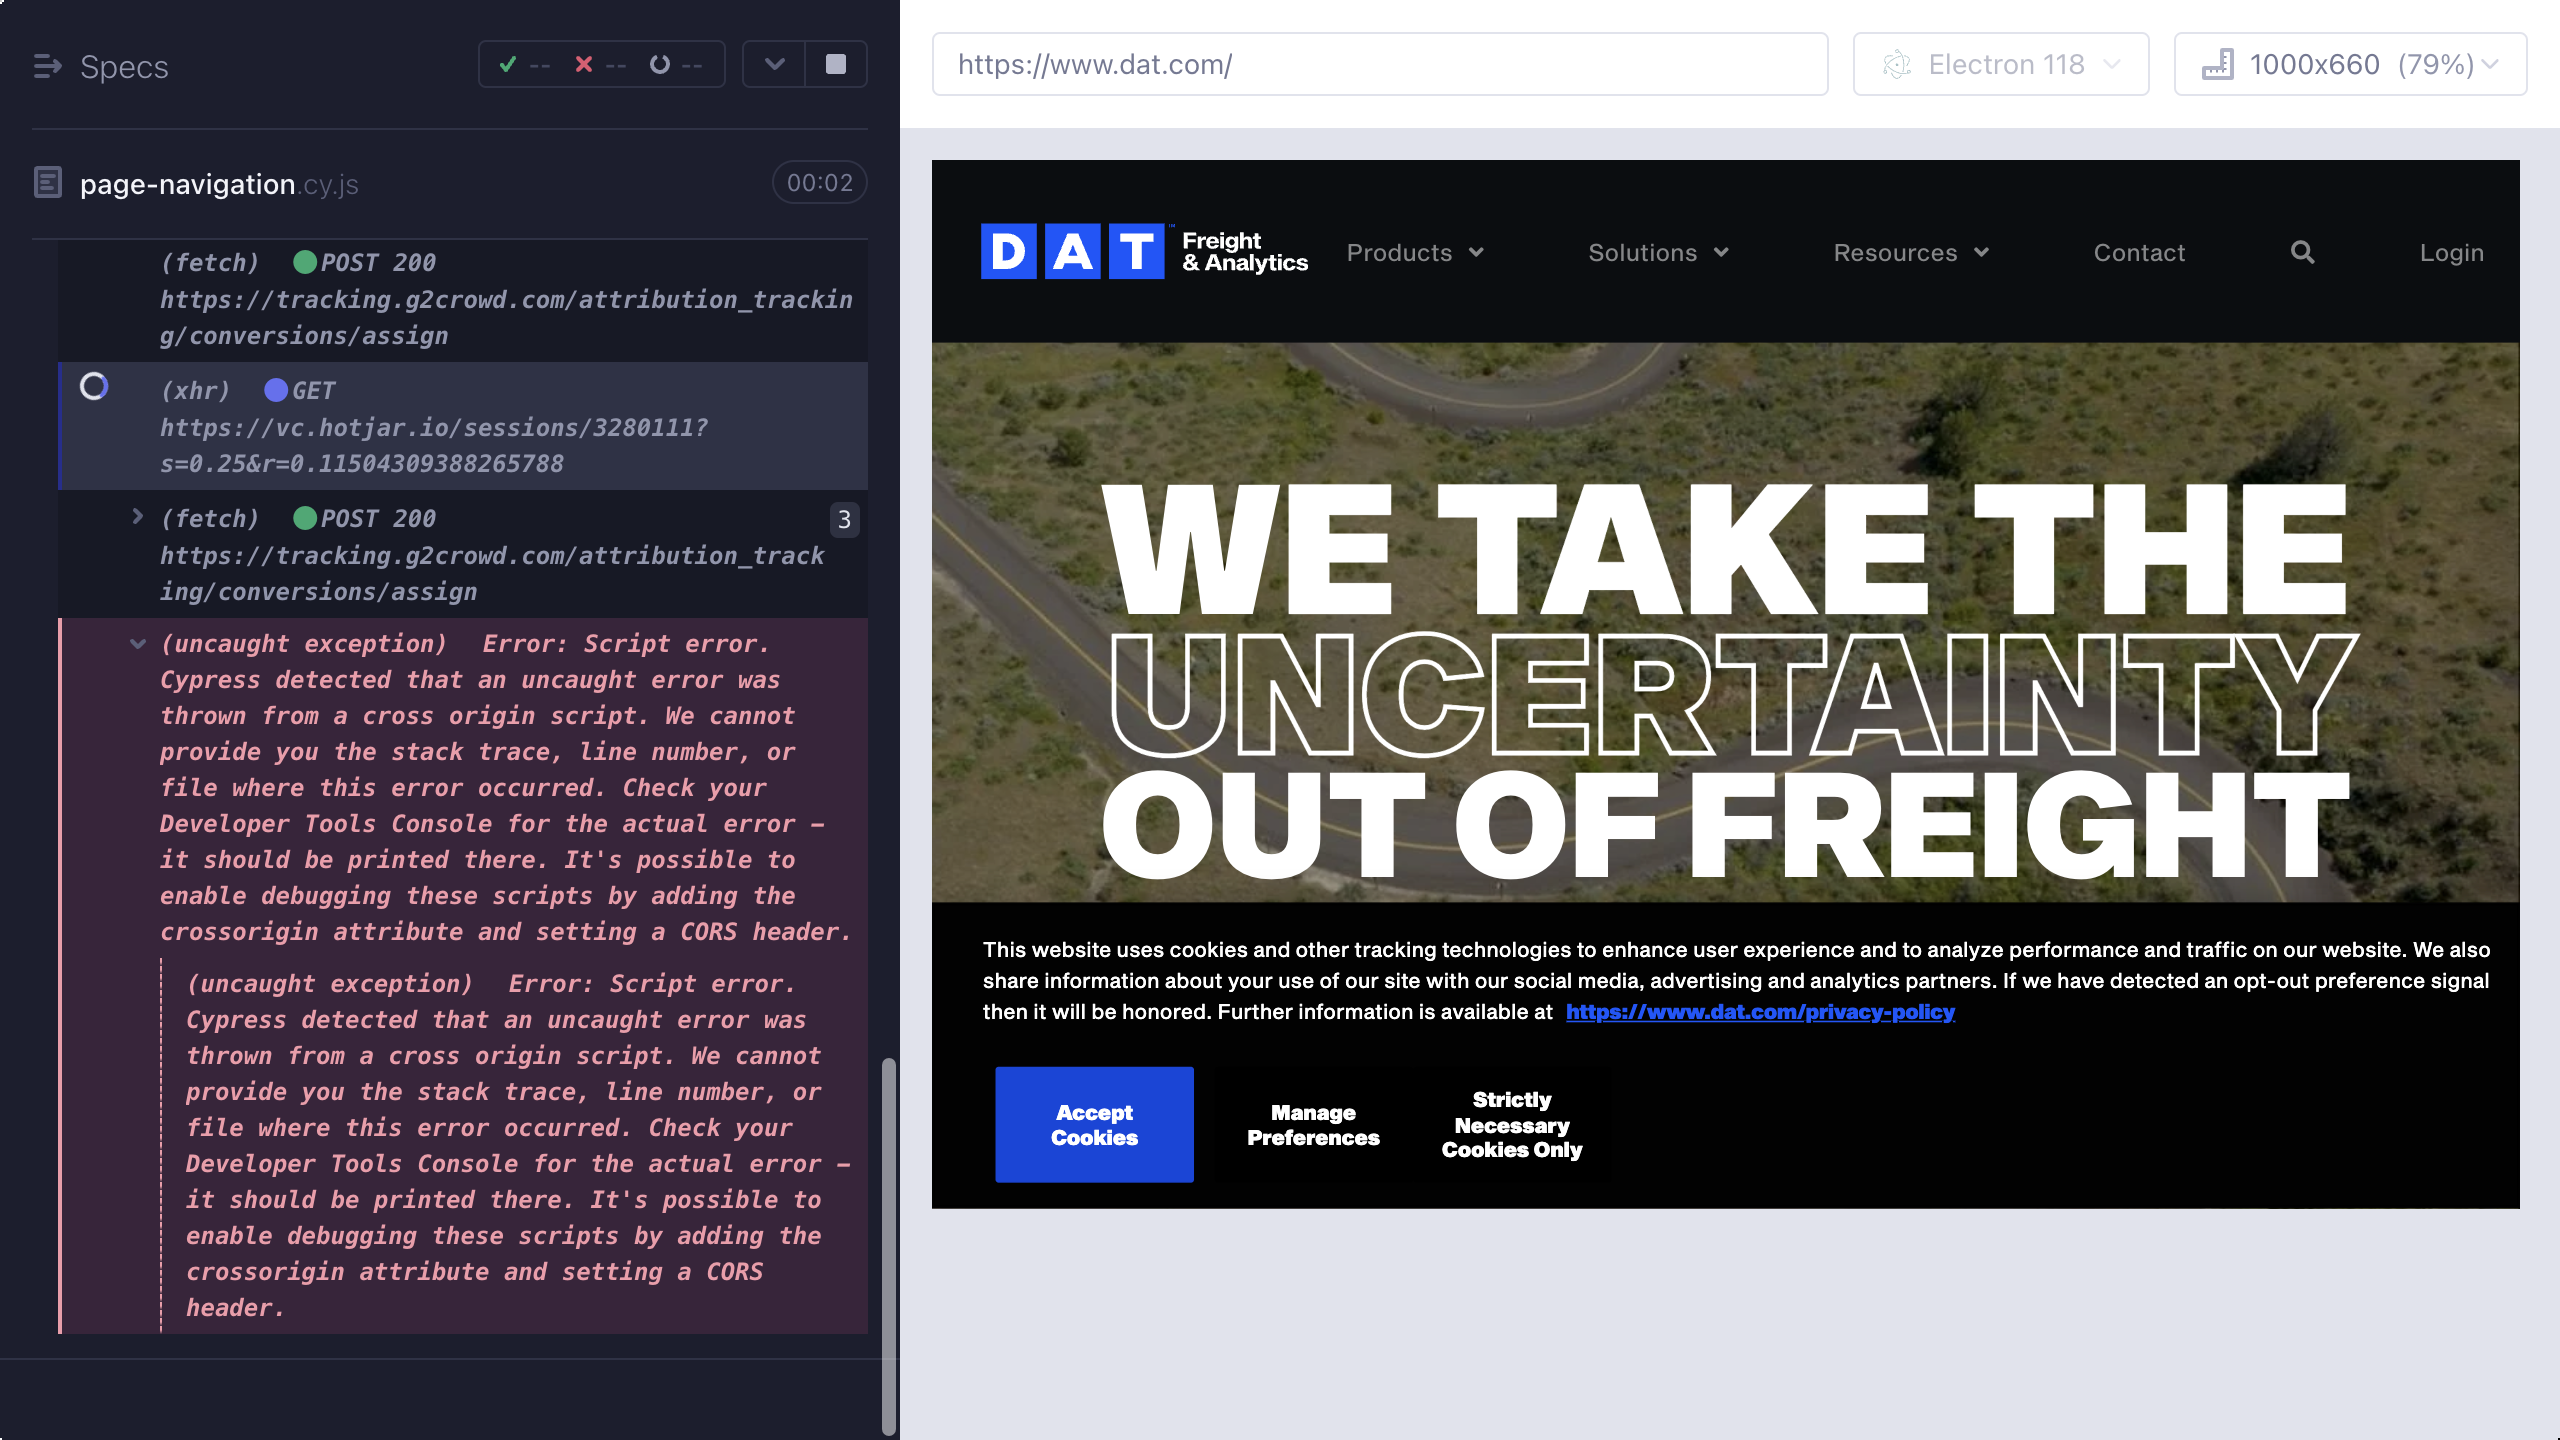 Specs
-- -- --
page-navigation.cy.js
00:02
(fetch) POST 200
https://tracking.g2crowd.com/attribution_trackin
g/conversions/assign
(xhr) GET
https://vc.hotjar.io/sessions/3280111?
s=0.25&r=0.11504309388265788
(fetch) POST 200
3
https://tracking.g2crowd.com/attribution_track
ing/conversions/assign
(uncaught exception) Error: Script error.
Cypress detected that an uncaught error was
thrown from a cross origin script. We cannot
provide you the stack trace, line number, or
file where this error occurred. Check your
Developer Tools Console for the actual error –
it should be printed there. It's possible to
enable debugging these scripts by adding the
crossorigin attribute and setting a CORS header.
(uncaught exception) Error: Script error.
Cypress detected that an uncaught error was
thrown from a cross origin script. We cannot
provide you the stack trace, line number, or
file where this error occurred. Check your
Developer Tools Console for the actual error –
it should be printed there. It's possible to
enable debugging these scripts by adding the
crossorigin attribute and setting a CORS
header.
https://www.dat.com/
Electron 118
1000x660 (79%)
DAT™ Freight
& Analytics
Products
Solutions
Resources
Contact
Login
WE TAKE THE
UNCERTAINTY
OUT OF FREIGHT
This website uses cookies and other tracking technologies to enhance user experience and to analyze performance and traffic on our website. We also
share information about your use of our site with our social media, advertising and analytics partners. If we have detected an opt-out preference signal
then it will be honored. Further information is available at https://www.dat.com/privacy-policy
Accept
Cookies
Manage
Preferences
Strictly
Necessary
Cookies Only